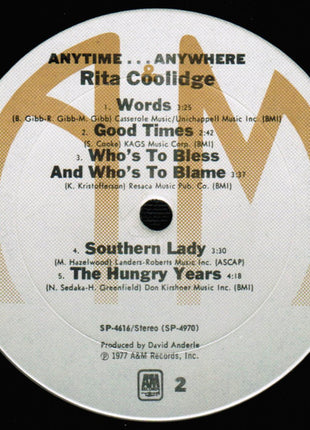 ANYTIME...ANYWHERE
Rita Coolidge
1. Words 3:25
(B. Gibb-R. Gibb-M. Gibb) Casserole Music/Unichappell Music Inc. (BMI)
2. Good Times 2:42
(S. Cooke) KAGS Music Corp. (BMI)
3. Who's To Bless
And Who's To Blame 3:37
(K. Kristofferson) Resaca Music Pub. Co. (BMI)
4. Southern Lady 3:30
(M. Hazelwood) Landers-Roberts Music Inc. (ASCAP)
5. The Hungry Years 4:18
(N. Sedaka-H. Greenfield) Don Kirshner Music Inc. (BMI)
SP-4616/Stereo (SP-4970)
Produced by David Anderle
℗ 1977 A&M Records, Inc.
A&M
2